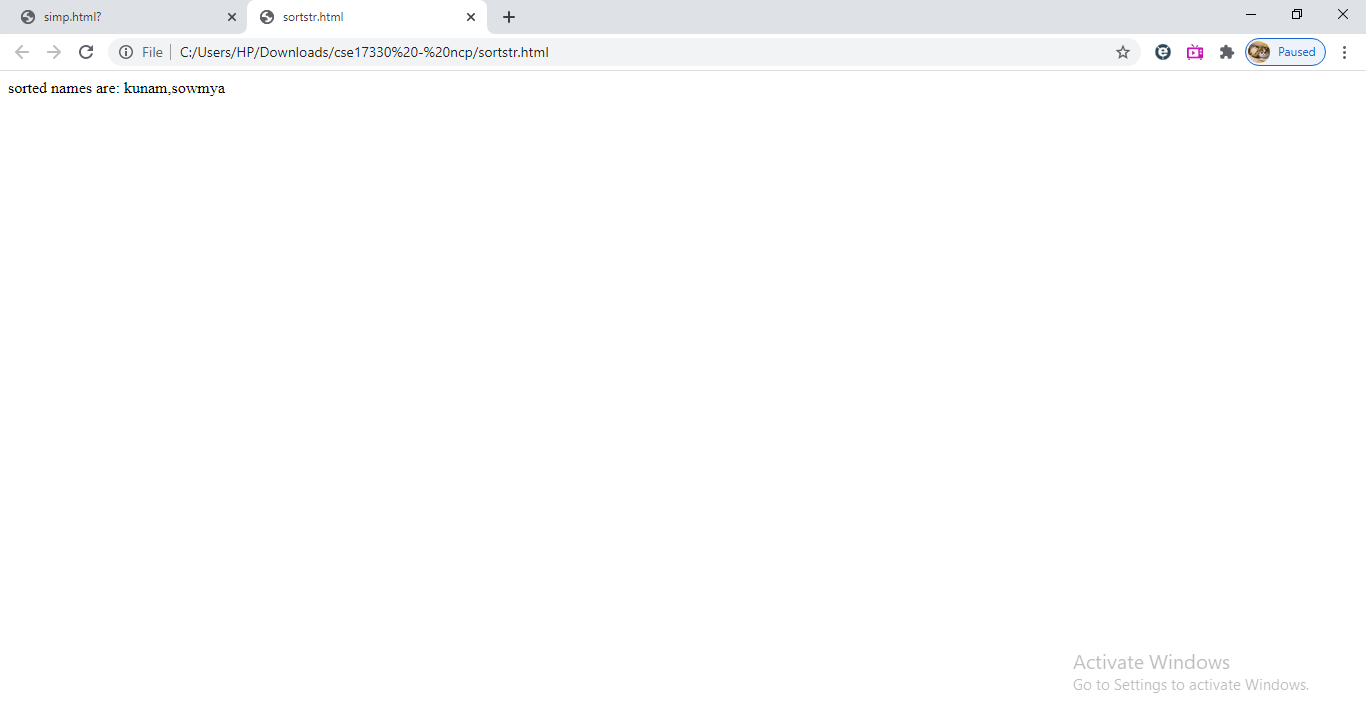 simp.html?
sortstr.html
File
C:/Users/HP/Downloads/cse17330%20-%20ncp/sortstr.html
Paused
sorted names are: kunam,sowmya
Activate Windows
Go to Settings to activate Windows.